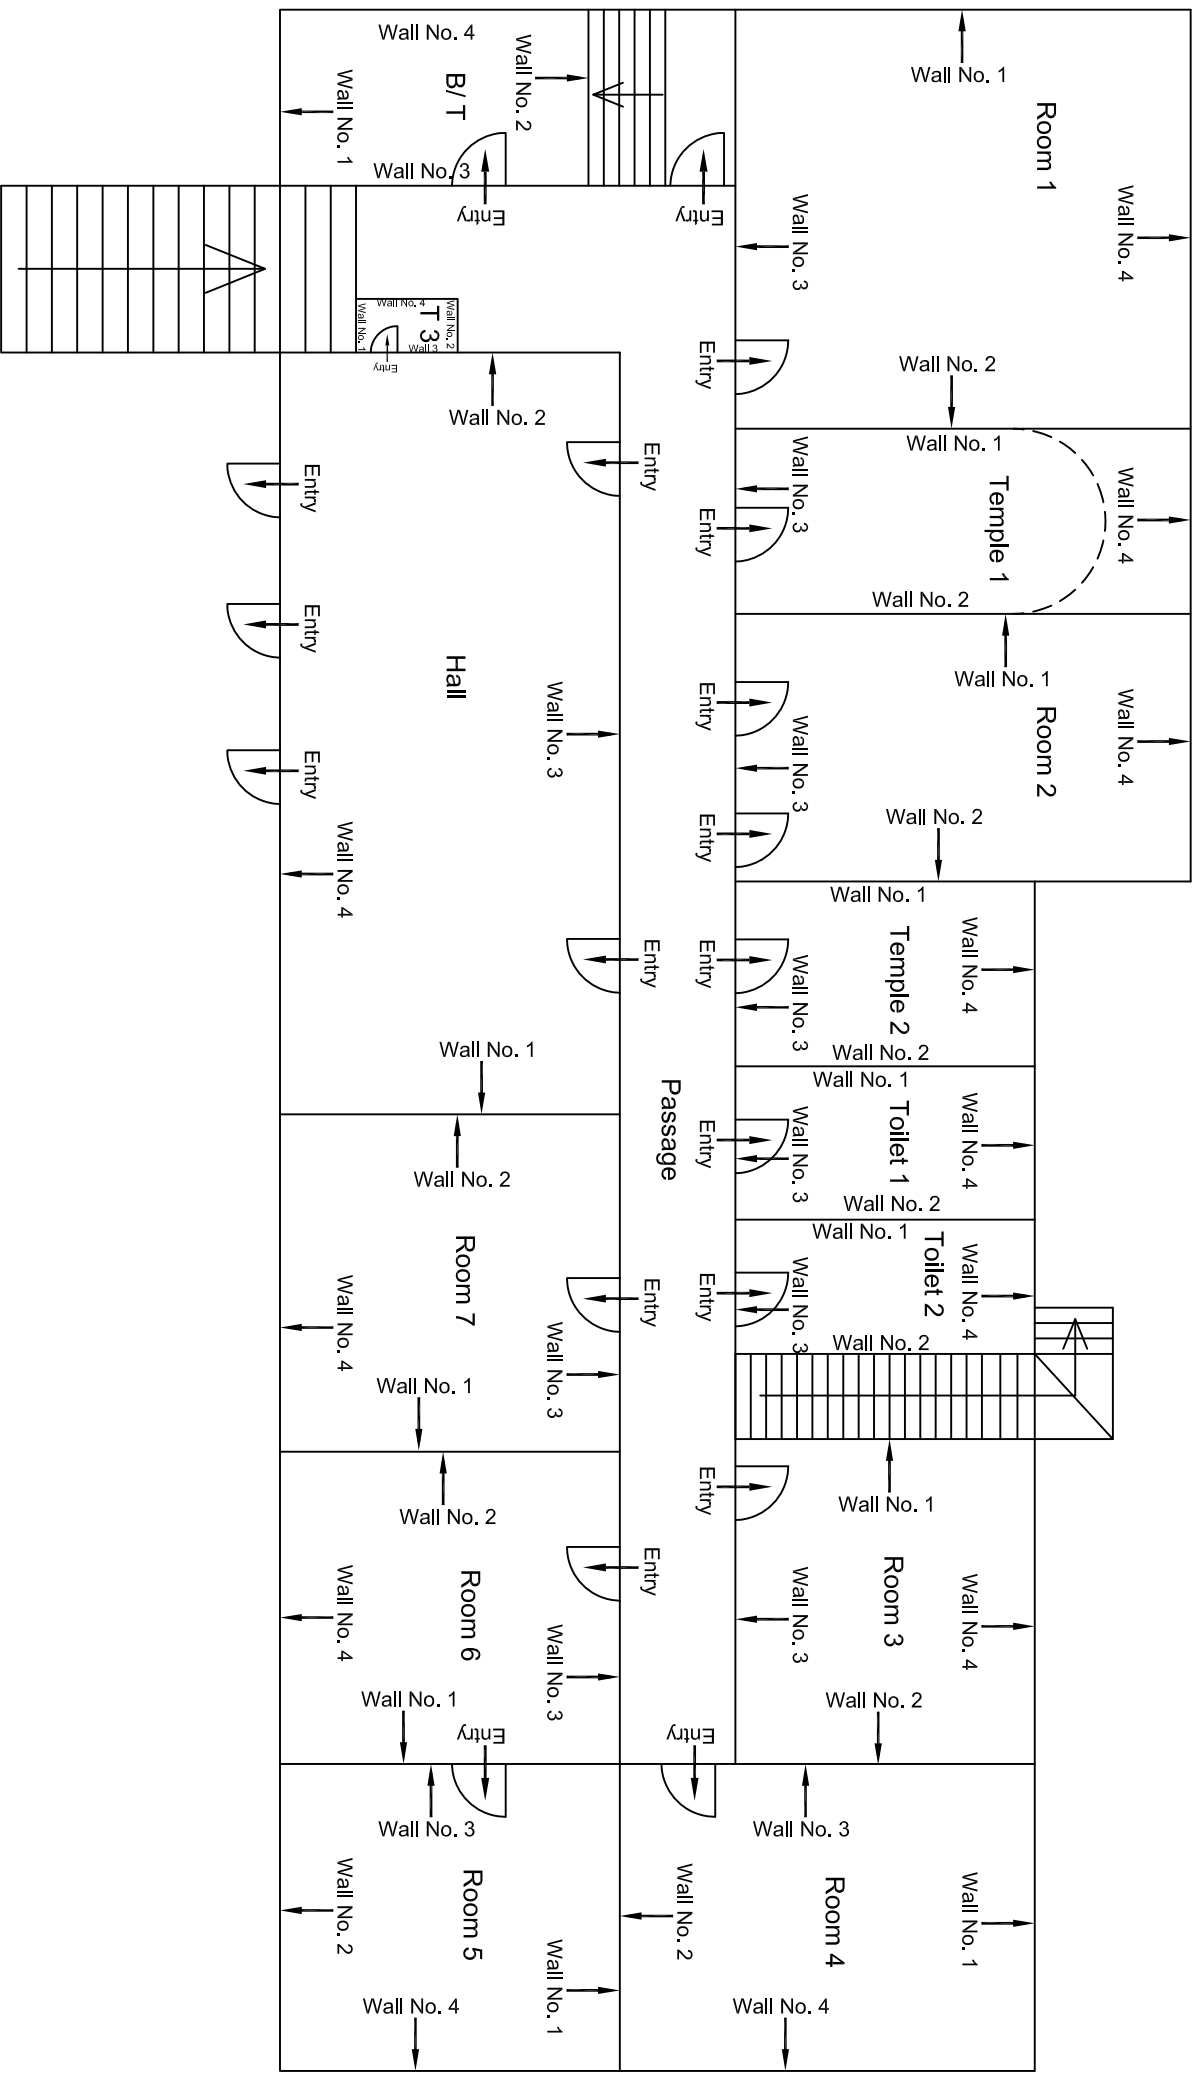 Wall No. 4
B/T
Wall No. 2
Wall No. 1
Wall No. 3
Entry
Entry
Wall No. 1
Room 1
Wall No. 4
Wall No. 3
Wall No. 2
Entry
Wall No. 4
T 3
Wall No. 2
Wall No. 1
Wall 3
Entry
Wall No. 2
Entry
Entry
Entry
Entry
Hall
Wall No. 3
Wall No. 4
Entry
Wall No. 1
Wall No. 1
Wall No. 3
Temple 1
Wall No. 4
Entry
Wall No. 2
Wall No. 1
Room 2
Wall No. 4
Entry
Wall No. 3
Entry
Wall No. 2
Wall No. 1
Temple 2
Wall No. 4
Entry
Wall No. 3
Wall No. 2
Passage
Wall No. 1
Toilet 1
Wall No. 4
Entry
Wall No. 3
Wall No. 2
Wall No. 1
Toilet 2
Wall No. 4
Entry
Wall No. 3
Wall No. 2
Wall No. 2
Room 7
Entry
Wall No. 4
Wall No. 3
Wall No. 1
Wall No. 2
Entry
Room 6
Wall No. 4
Wall No. 3
Wall No. 1
Entry
Entry
Wall No. 1
Room 3
Wall No. 3
Wall No. 4
Wall No. 2
Entry
Wall No. 3
Room 5
Wall No. 2
Wall No. 1
Wall No. 4
Wall No. 3
Room 4
Wall No. 2
Wall No. 1
Wall No. 4